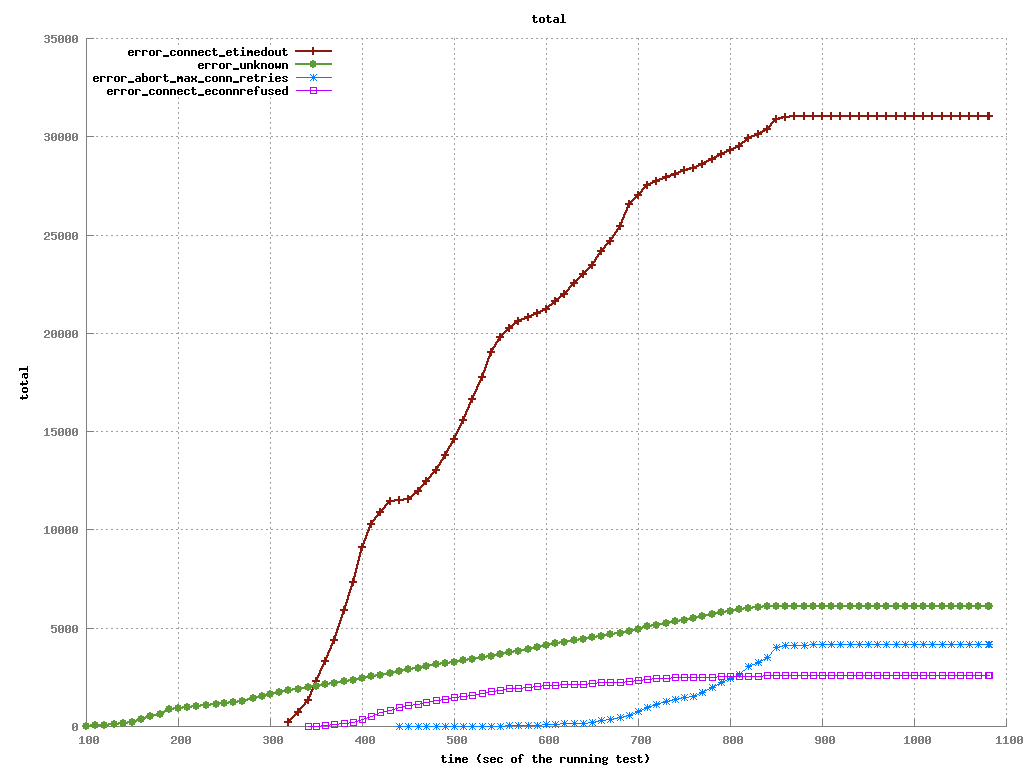 total
35000
30000
25000
20000
15000
10000
5000
0
error_connect_etimedout
error_unknown
error_abort_max_conn_retries
error_connect_econnrefused
total
100 200 300 400 500 600 700 800 900 1000 1100
time (sec of the running test)